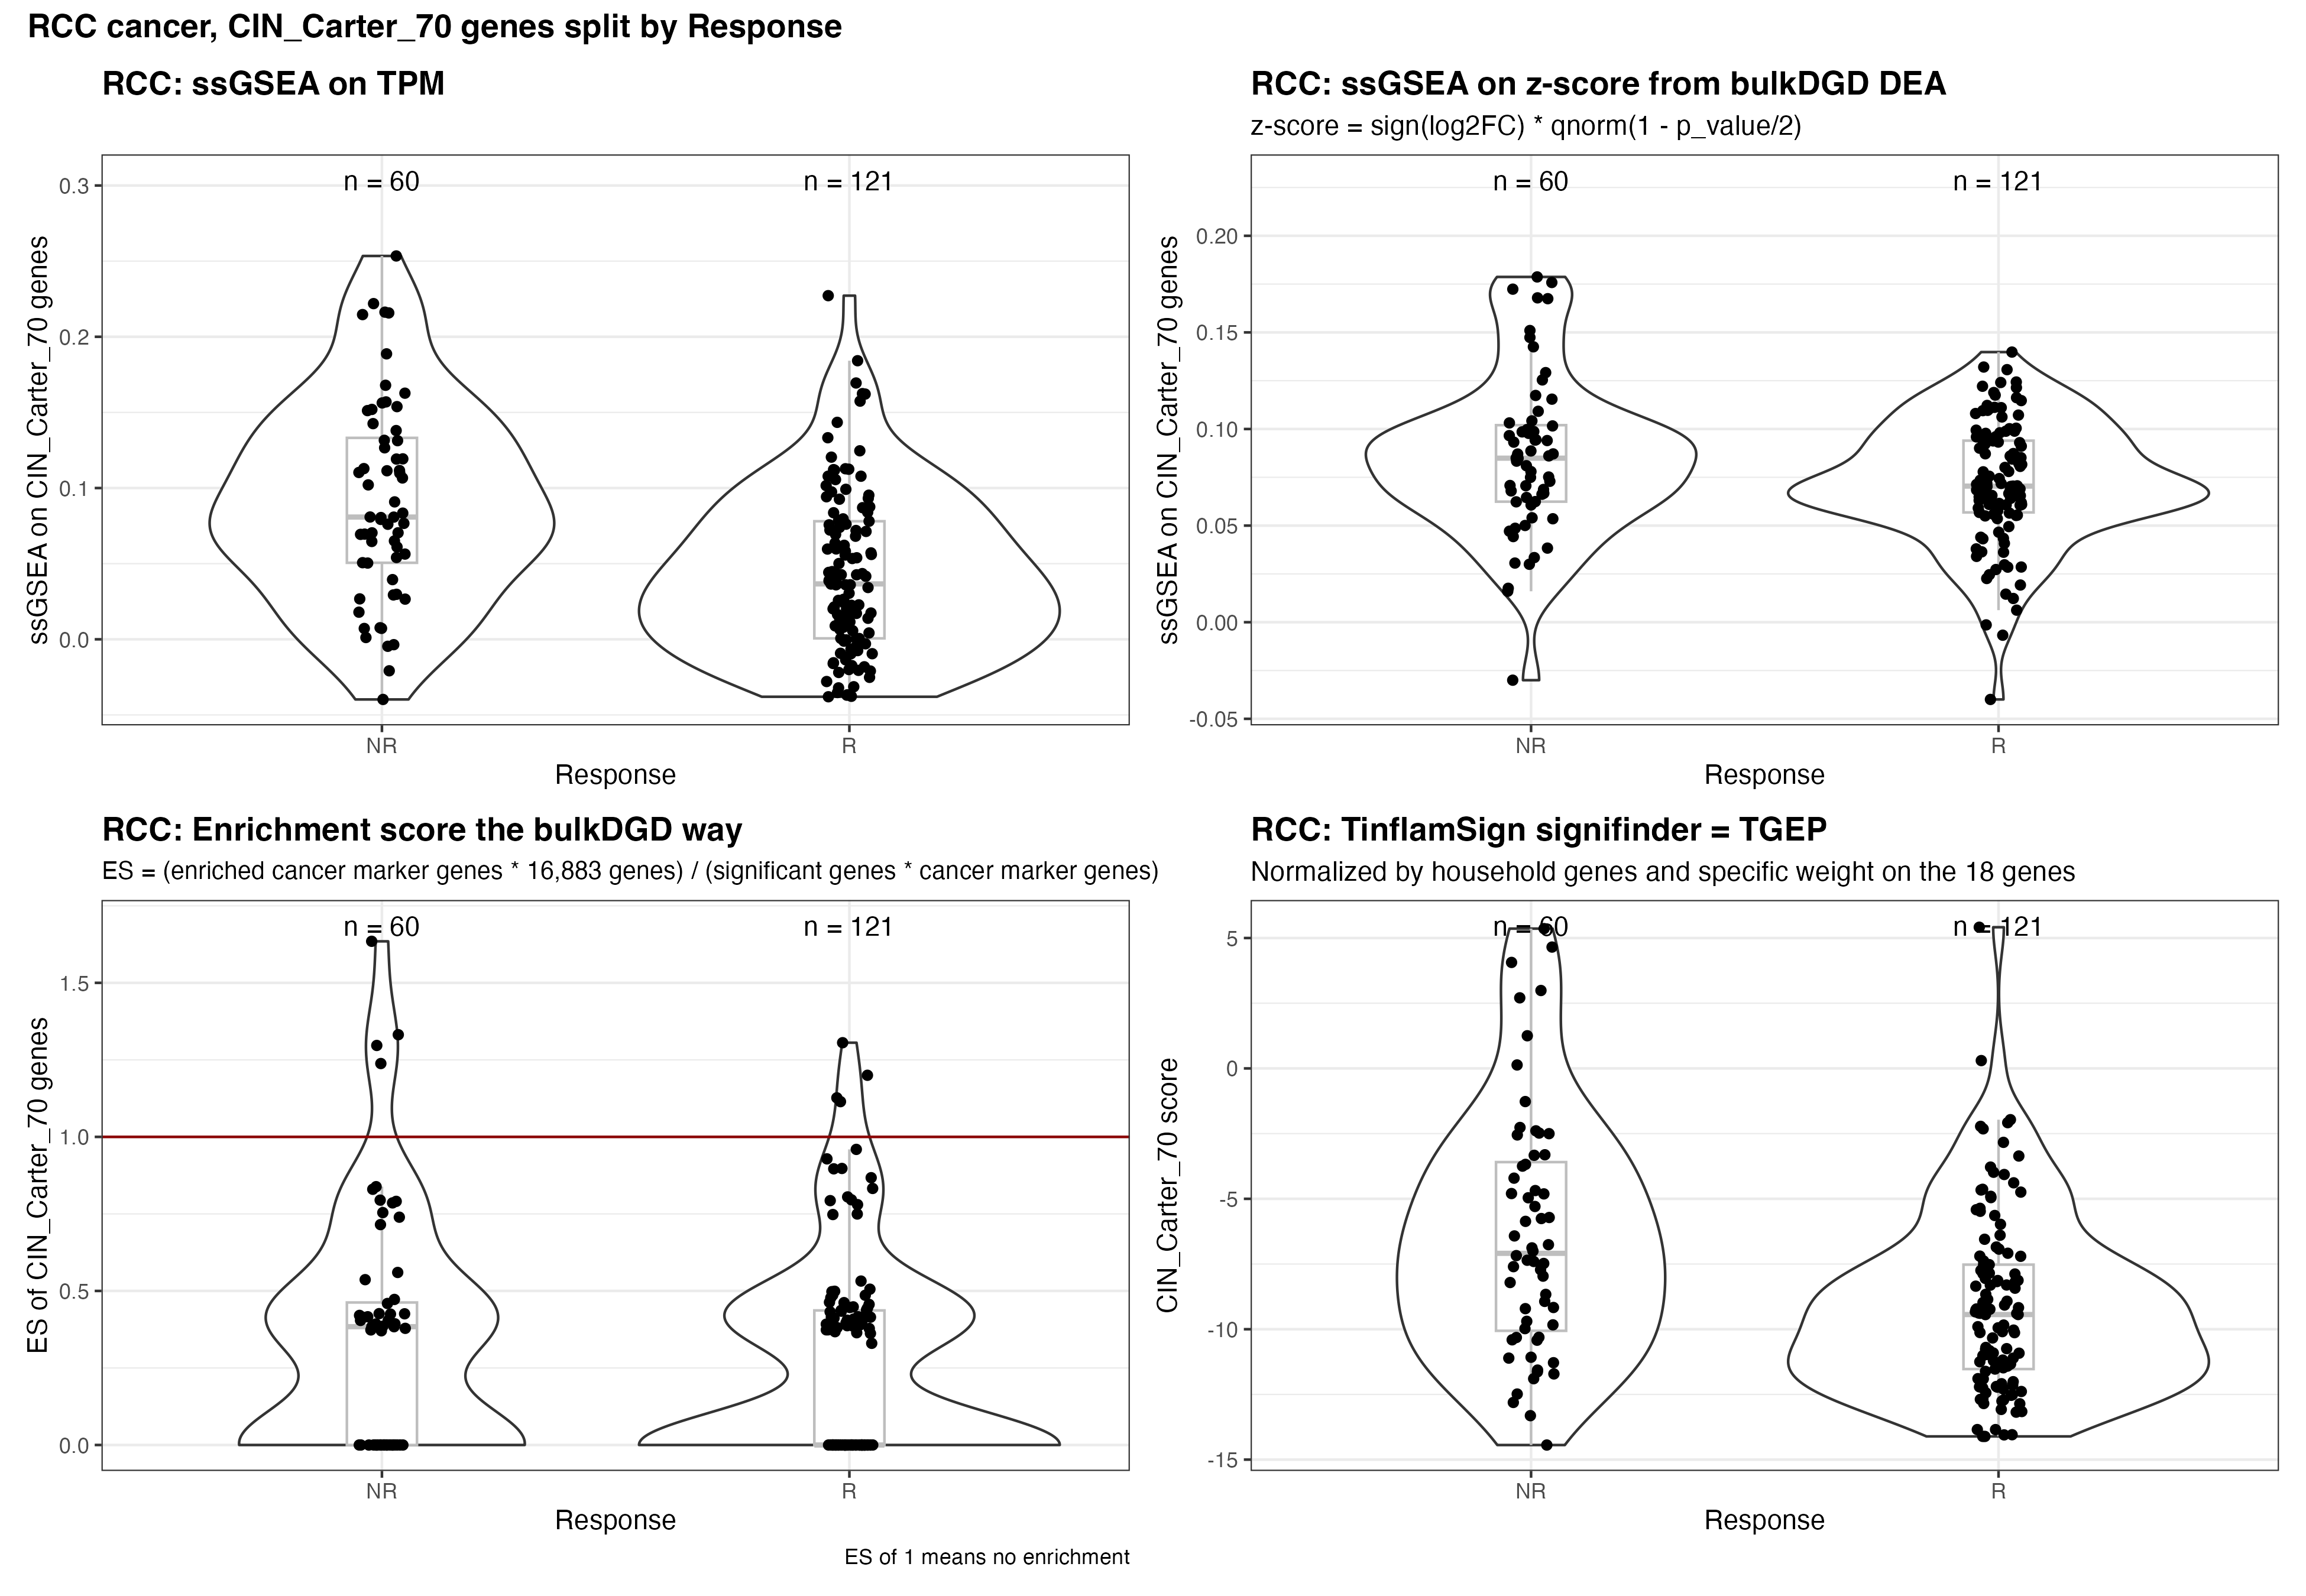 RCC cancer, CIN_Carter_70 genes split by Response
RCC: ssGSEA on TPM
n = 60
n = 121
0.3
0.2
0.1
0.0
ssGSEA on CIN_Carter_70 genes
NR
R
Response
RCC: ssGSEA on z-score from bulkDGD DEA
z-score = sign(log2FC) * qnorm(1 - p_value/2)
n = 60
n = 121
0.20
0.15
0.10
0.05
0.00
-0.05
ssGSEA on CIN_Carter_70 genes
NR
R
Response
RCC: Enrichment score the bulkDGD way
ES = (enriched cancer marker genes * 16,883 genes) / (significant genes * cancer marker genes)
n = 60
n = 121
1.5
1.0
0.5
0.0
ES of CIN_Carter_70 genes
NR
R
Response
ES of 1 means no enrichment
RCC: TinflamSign signifinder = TGEP
Normalized by household genes and specific weight on the 18 genes
n = 60
n = 121
5
0
-5
-10
-15
CIN_Carter_70 score
NR
R
Response